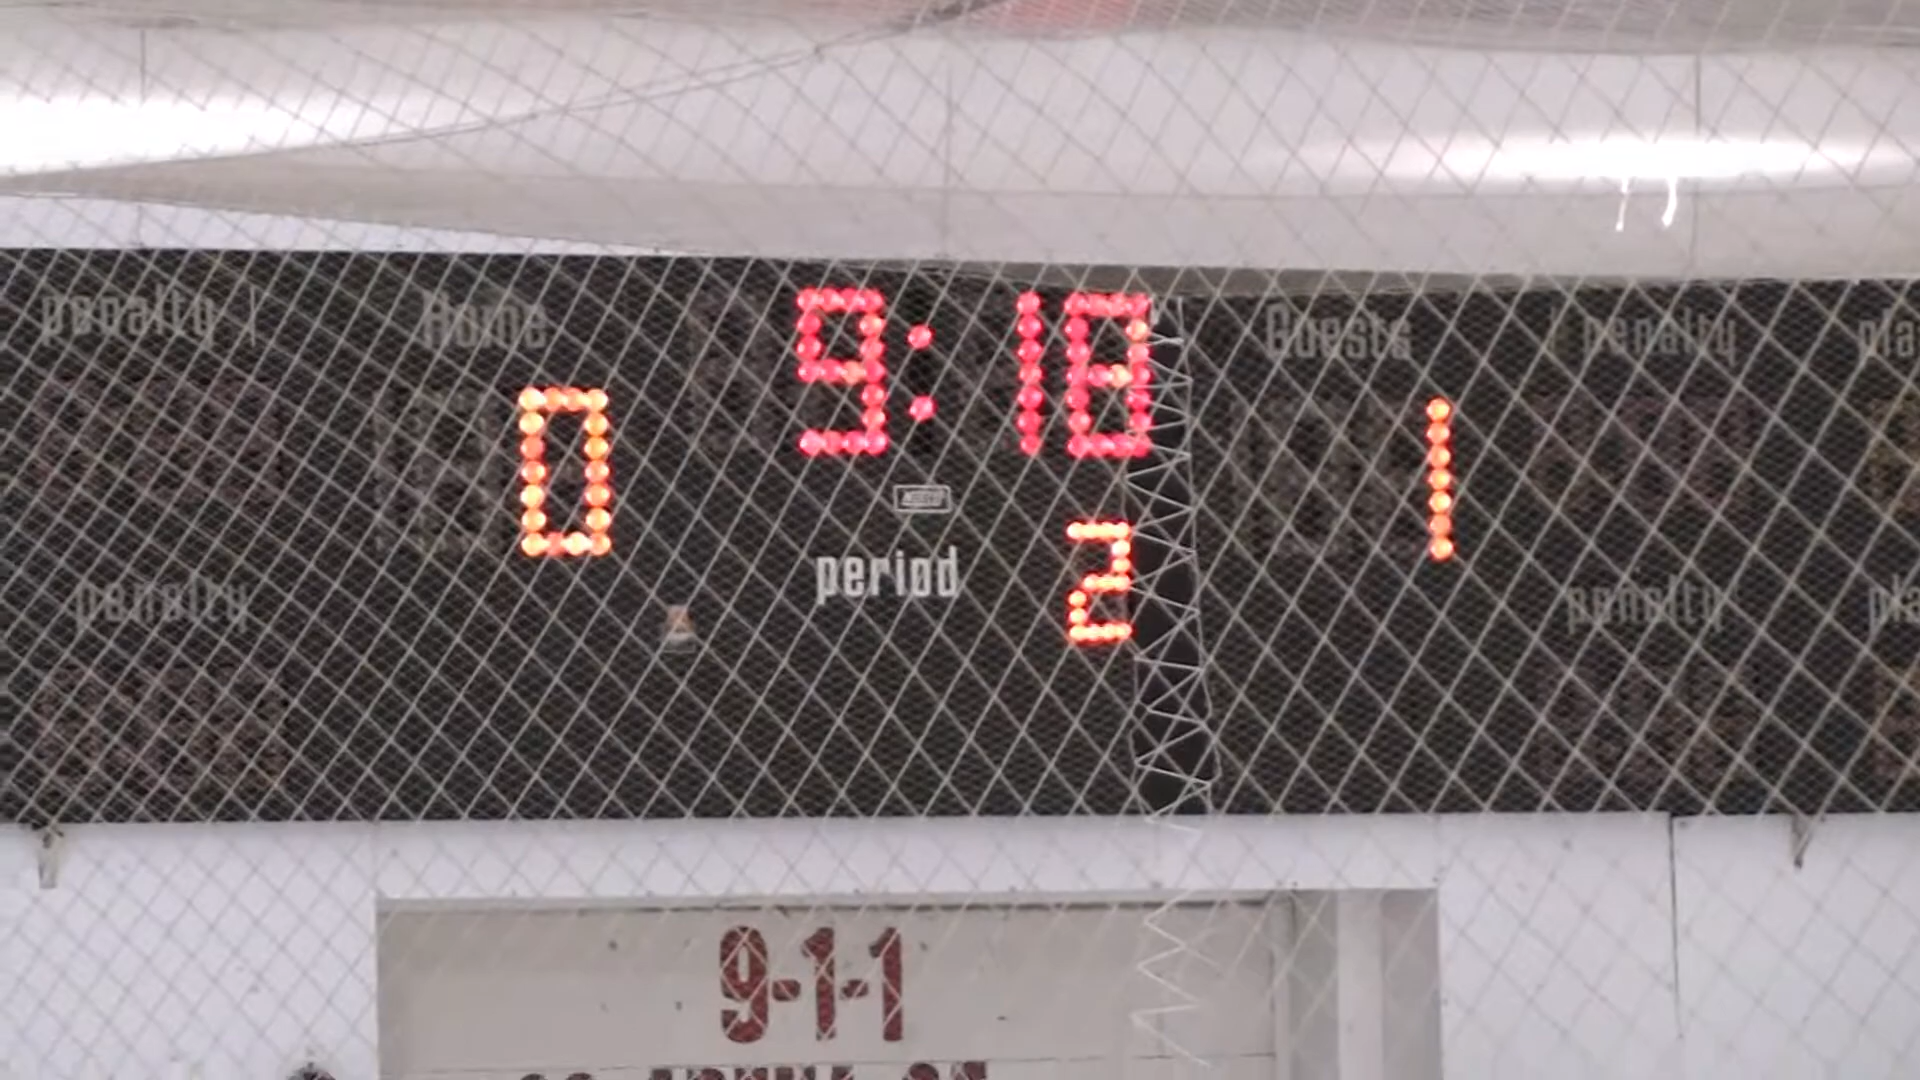 penalty Home 9:18 Guests penalty
0 1
period 2
penalty penalty
9-1-1